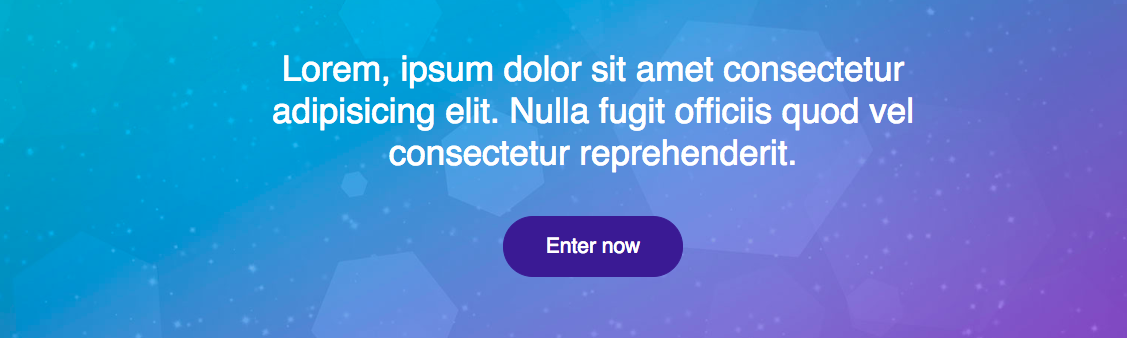 Lorem, ipsum dolor sit amet consectetur
adipisicing elit. Nulla fugit officiis quod vel
consectetur reprehenderit.
Enter now